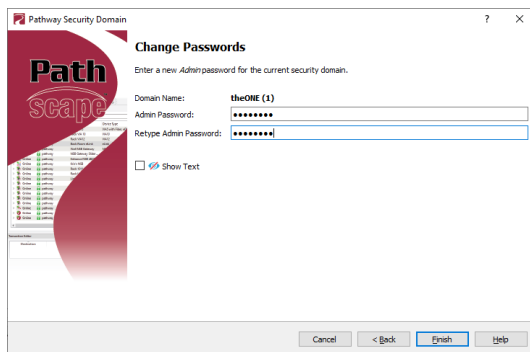 Pathway Security Domain
? ×
Path
scape
Change Passwords
Enter a new Admin password for the current security domain.
Domain Name: theONE (1)
Admin Password: ●●●●●●●●
Retype Admin Password: ●●●●●●●●
Show Text
Cancel < Back Finish Help